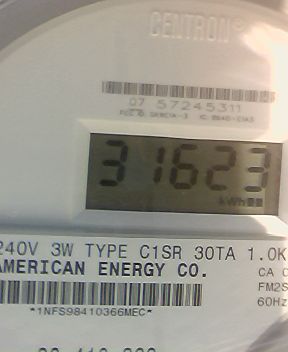 CENTRON®
07 57245311
31623
kWh
240V 3W TYPE C1SR 30TA 1.0K
AMERICAN ENERGY CO.
CA
FM2S
60Hz
*1NFS98410366MEC*